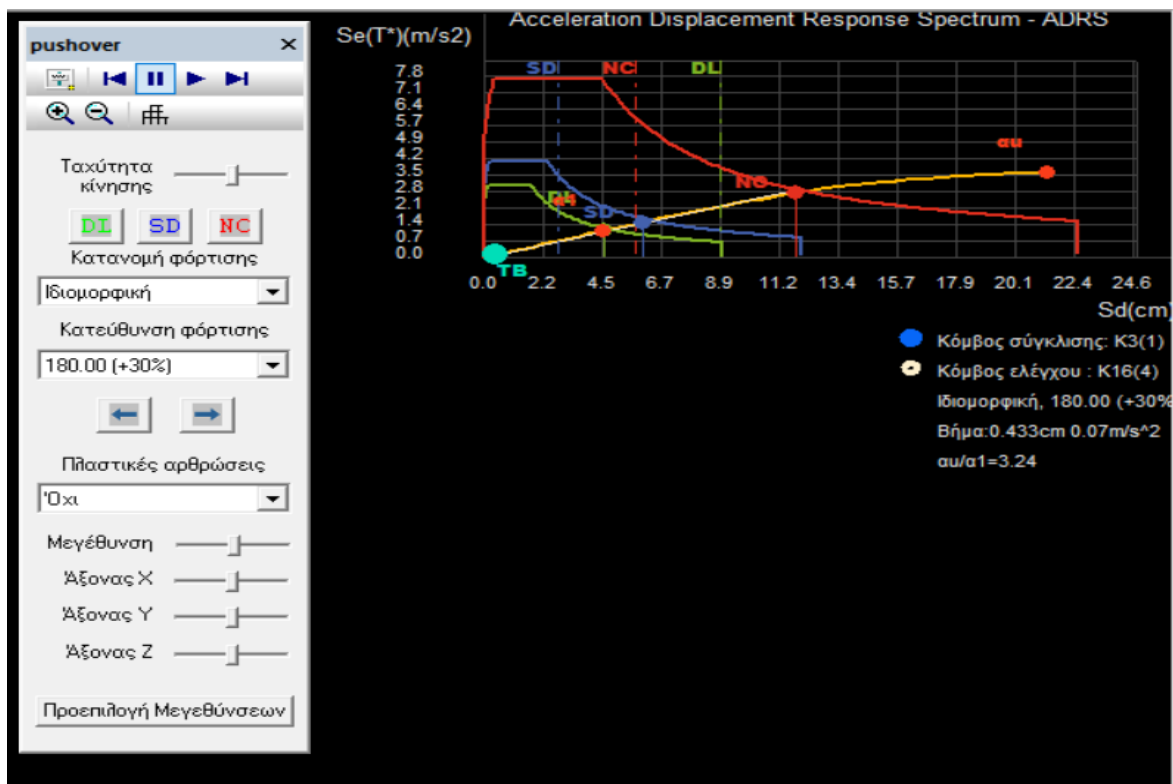 pushover
Ταχύτητα
κίνησης
DL SD NC
Κατανομή φόρτισης
Ιδιομορφική
Κατεύθυνση φόρτισης
180.00 (+30%)
Πλαστικές αρθρώσεις
Όχι
Μεγέθυνση
Άξονας X
Άξονας Y
Άξονας Z
Προεπιλογή Μεγεθύνσεων
Acceleration Displacement Response Spectrum - ADRS
Se(T*)(m/s2)
SD NC DL
7.8
7.1
6.4
5.7
4.9
4.2
3.5
2.8
2.1
1.4
0.7
0.0
αu
NC
DL
SD
TB
0.0 2.2 4.5 6.7 8.9 11.2 13.4 15.7 17.9 20.1 22.4 24.6
Sd(cm)
Κόμβος σύγκλισης: K3(1)
Κόμβος ελέγχου : K16(4)
Ιδιομορφική, 180.00 (+30%
Βήμα:0.433cm 0.07m/s^2
αu/α1=3.24